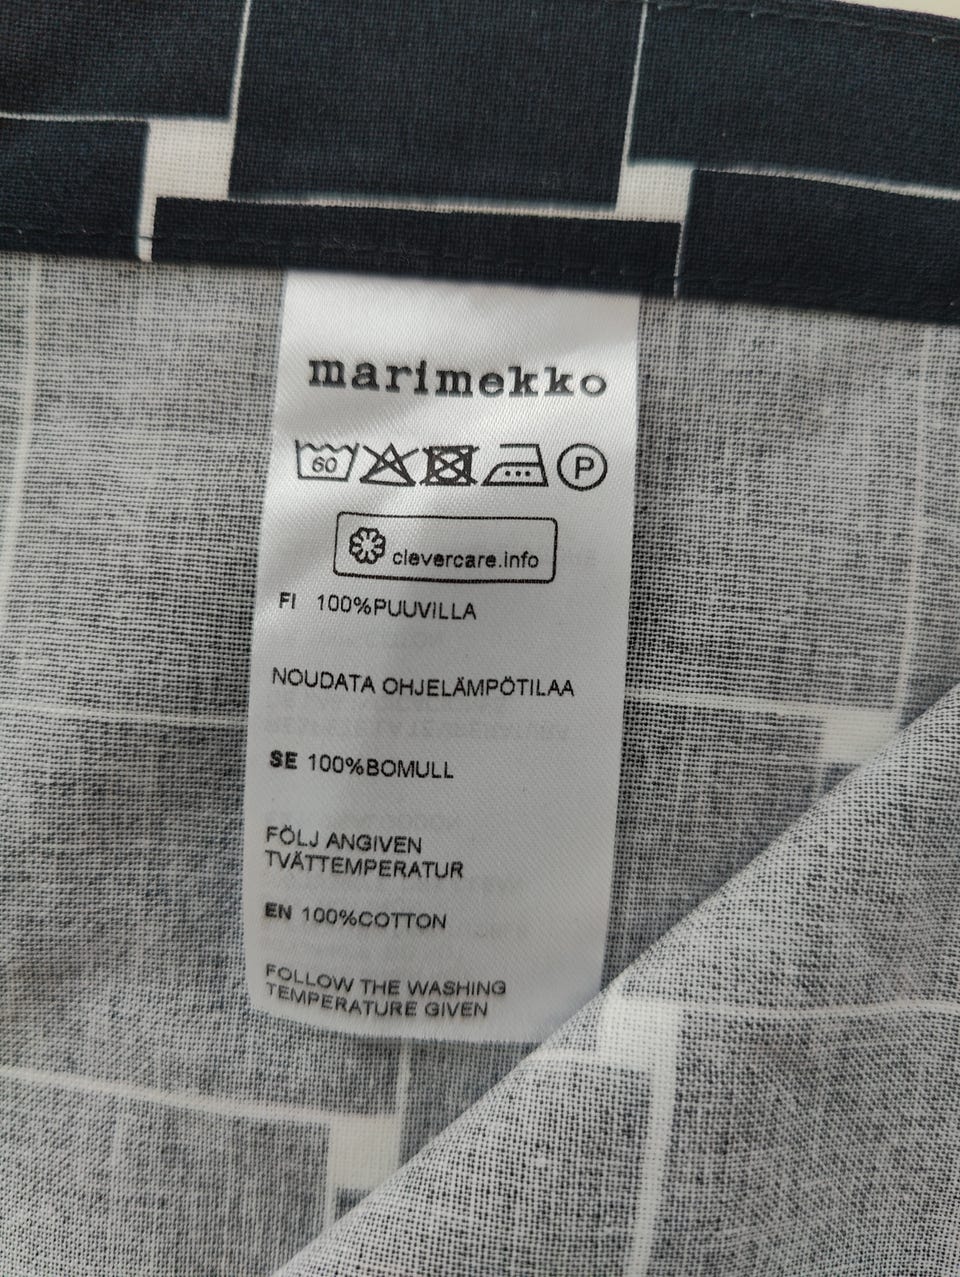 marimekko
60 P
clevercare.info
FI 100%PUUVILLA
NOUDATA OHJELÄMPÖTILAA
SE 100%BOMULL
FÖLJ ANGIVEN
TVÄTTEMPERATUR
EN 100%COTTON
FOLLOW THE WASHING
TEMPERATURE GIVEN